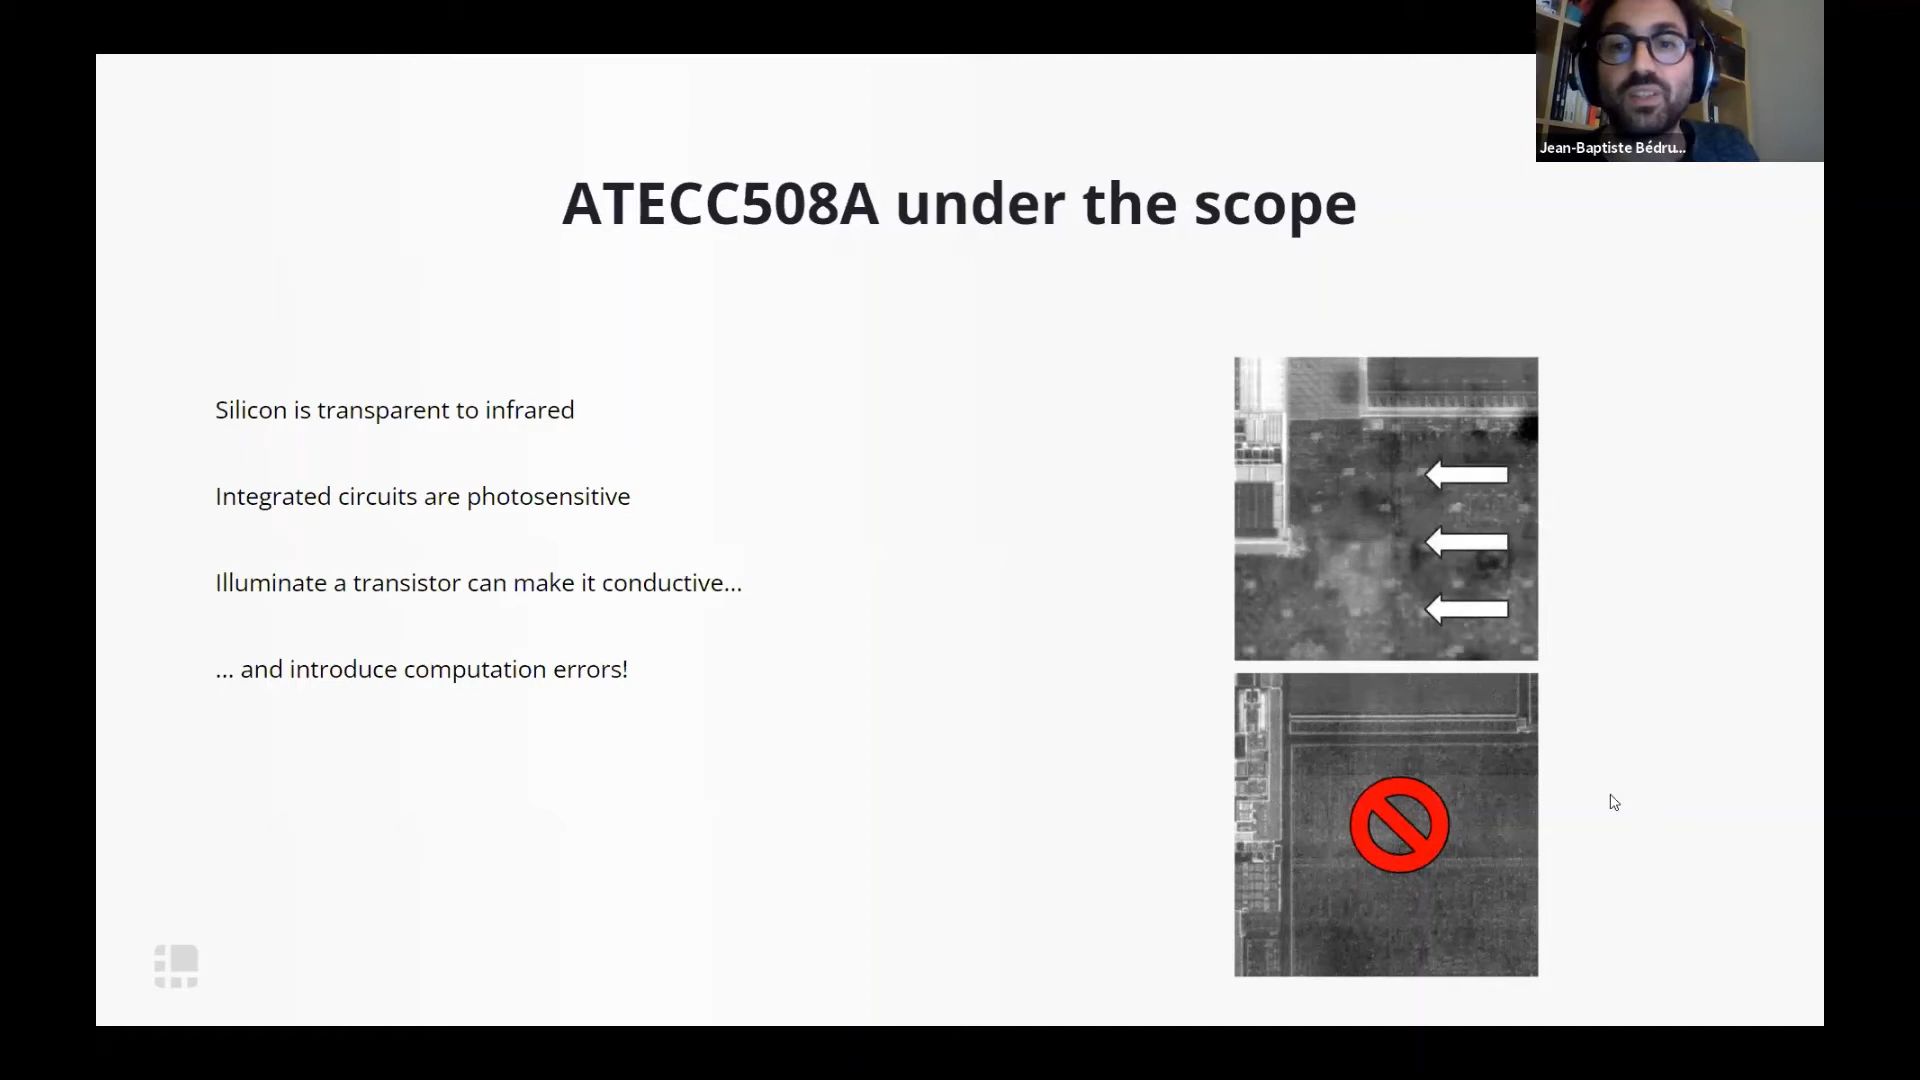 Jean-Baptiste Bédru...
ATECC508A under the scope
Silicon is transparent to infrared
Integrated circuits are photosensitive
Illuminate a transistor can make it conductive...
... and introduce computation errors!